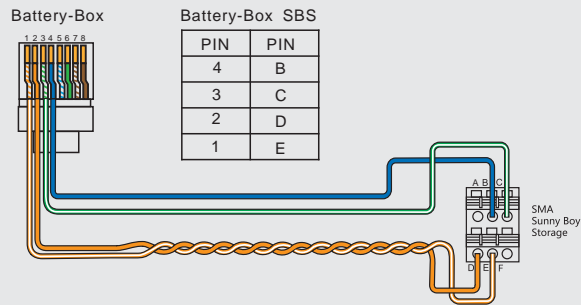 Battery-Box
1 2 3 4 5 6 7 8
Battery-Box SBS
PIN PIN
4 B
3 C
2 D
1 E
A B C
SMA
Sunny Boy
Storage
D E F